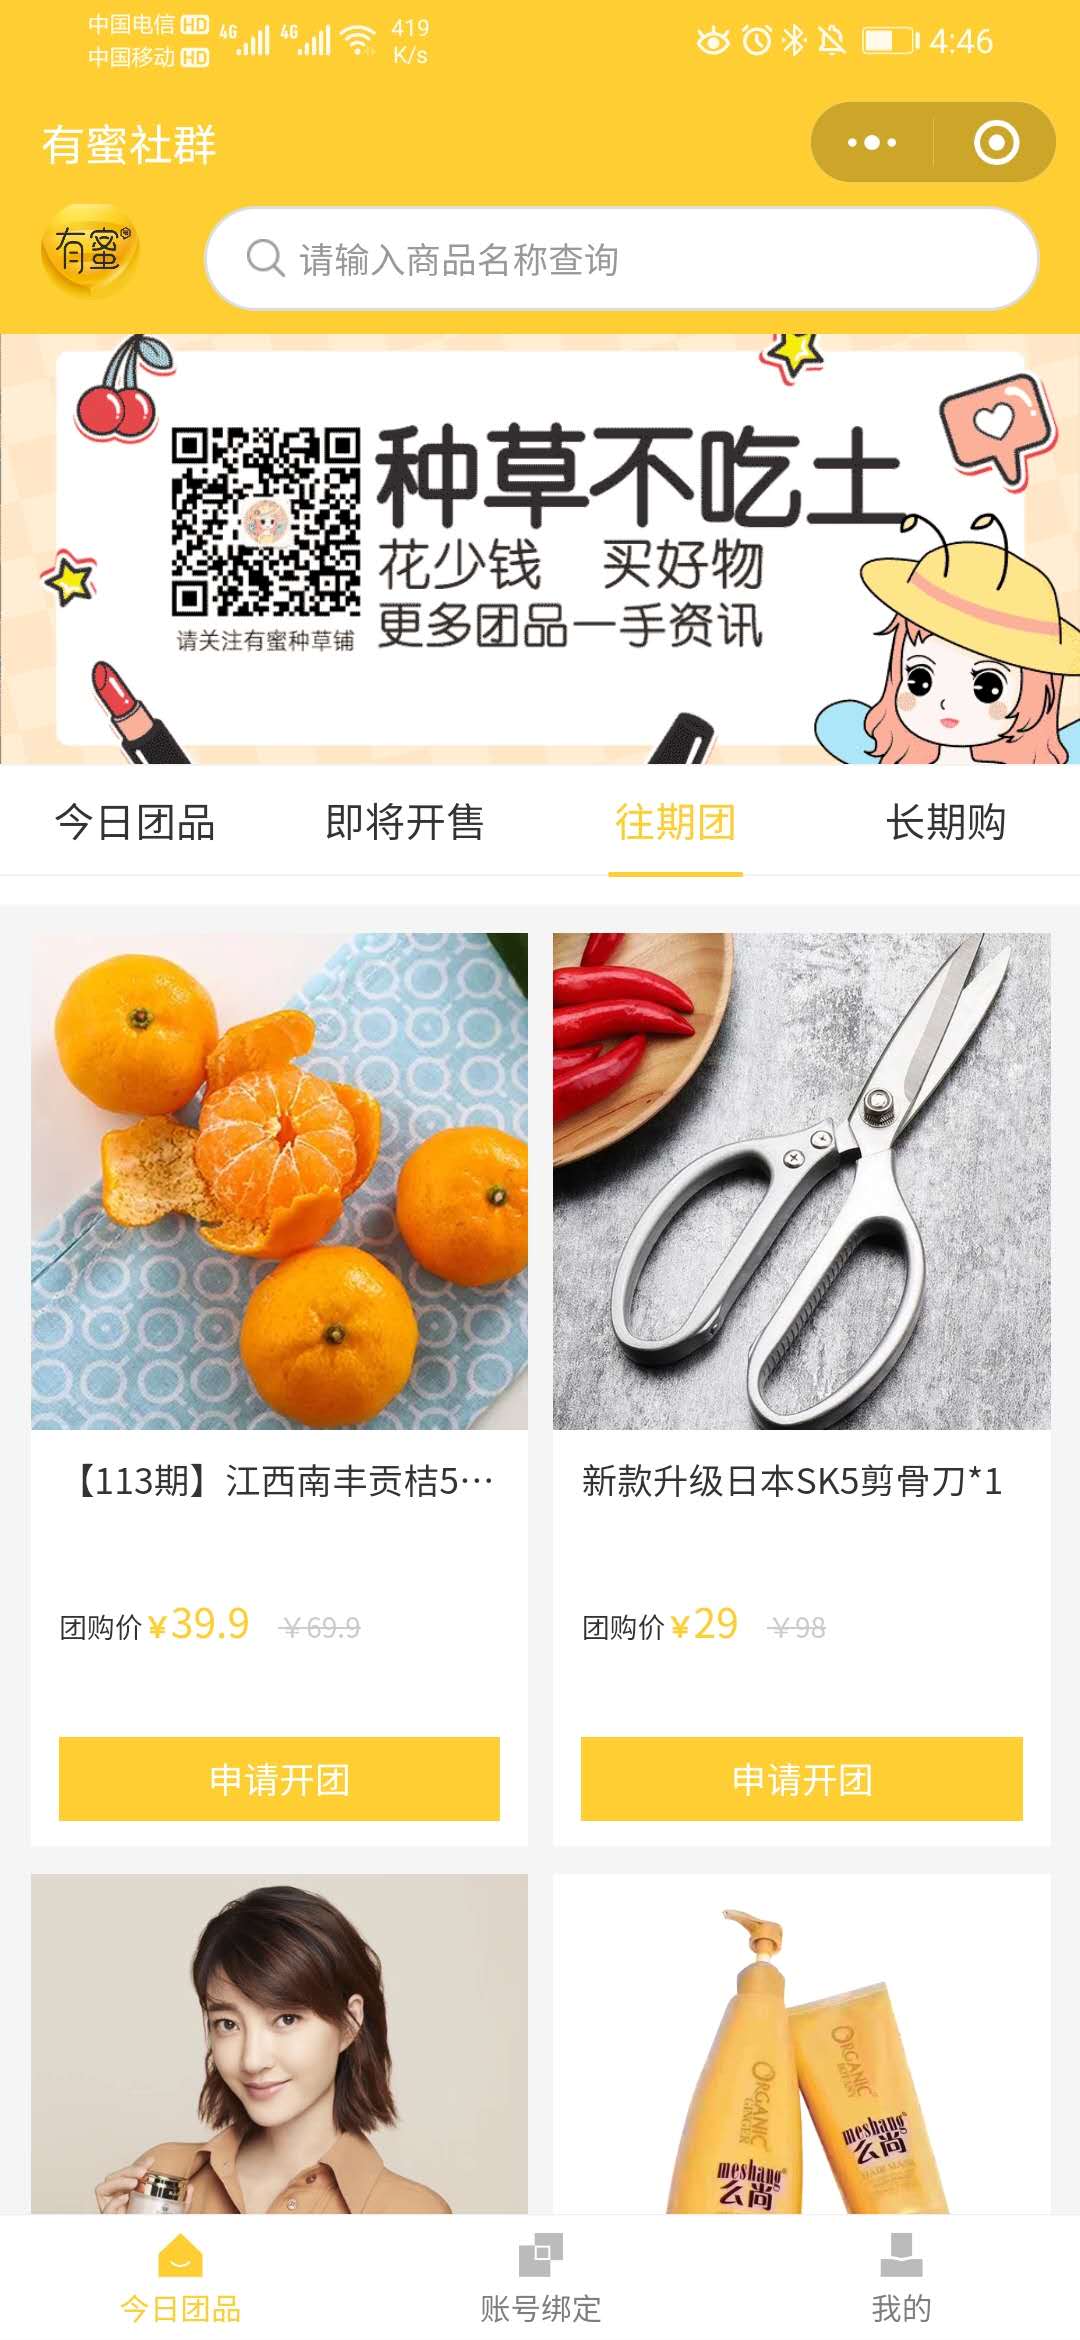 中国电信 HD 4G 4G 419 K/s 4:46
中国移动 HD
有蜜社群
有蜜
请输入商品名称查询
种草不吃土
花少钱 买好物
更多团品一手资讯
请关注有蜜种草铺
今日团品 即将开售 往期团 长期购
【113期】江西南丰贡桔5…
新款升级日本SK5剪骨刀*1
团购价¥39.9 ¥69.9
团购价¥29 ¥98
申请开团
申请开团
ORGANIC
GINGER
meshang
么尚
ORGANIC
meshang
么尚
HAIR MASK
今日团品 账号绑定 我的